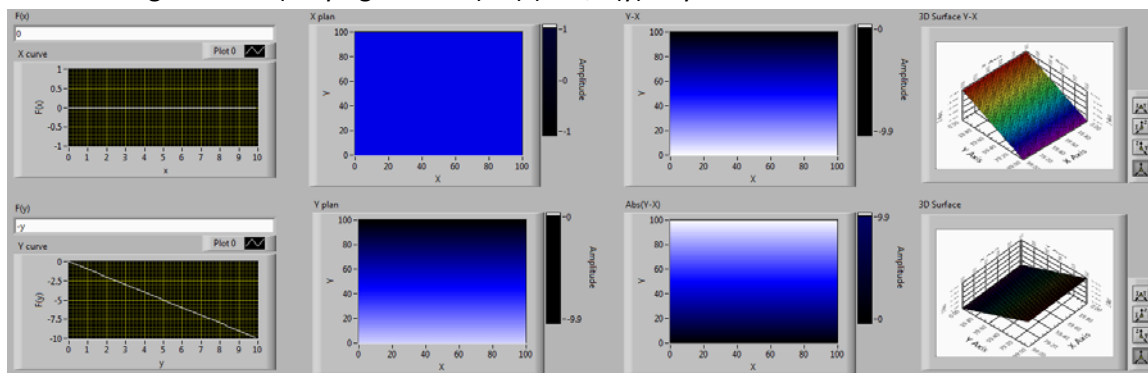 F(x)
0
X curve
Plot 0
1
0.5
0
-0.5
-1
F(x)
0 1 2 3 4 5 6 7 8 9 10
x
X plan
100
80
60
40
20
0
Y
0 20 40 60 80 100
X
1
0
-1
Amplitude
Y-X
100
80
60
40
20
0
Y
0 20 40 60 80 100
X
0
-9.9
Amplitude
3D Surface Y-X
Y Axis
X Axis
F(y)
-y
Y curve
Plot 0
0
-2.5
-5
-7.5
-10
F(y)
0 1 2 3 4 5 6 7 8 9 10
y
Y plan
100
80
60
40
20
0
Y
0 20 40 60 80 100
X
0
-9.9
Amplitude
Abs(Y-X)
100
80
60
40
20
0
Y
0 20 40 60 80 100
X
9.9
0
Amplitude
3D Surface
Y Axis
X Axis